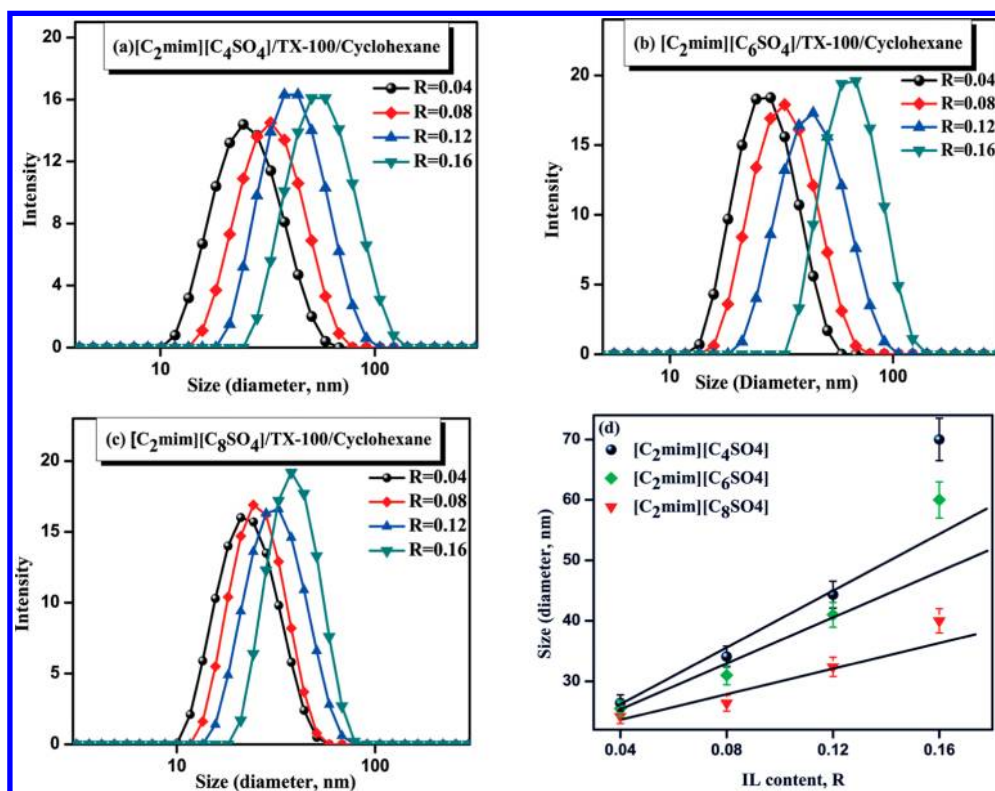 (a)[C2mim][C4SO4]/TX-100/Cyclohexane
R=0.04
R=0.08
R=0.12
R=0.16
Intensity
20
16
12
8
4
0
10
100
Size (diameter, nm)
(b) [C2mim][C6SO4]/TX-100/Cyclohexane
R=0.04
R=0.08
R=0.12
R=0.16
Intensity
20
15
10
5
0
10
100
Size (Diameter, nm)
(c) [C2mim][C8SO4]/TX-100/Cyclohexane
R=0.04
R=0.08
R=0.12
R=0.16
Intensity
20
15
10
5
0
10
100
Size (diameter, nm)
(d)
[C2mim][C4SO4]
[C2mim][C6SO4]
[C2mim][C8SO4]
Size (diameter, nm)
70
60
50
40
30
0.04
0.08
0.12
0.16
IL content, R